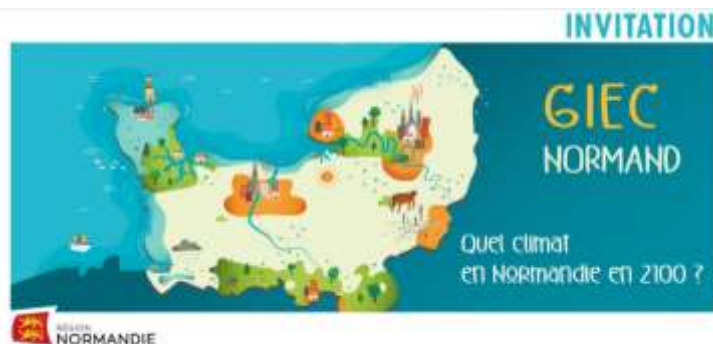 INVITATION
GIEC
NORMAND
Quel climat
en Normandie en 2100 ?
RÉGION
NORMANDIE